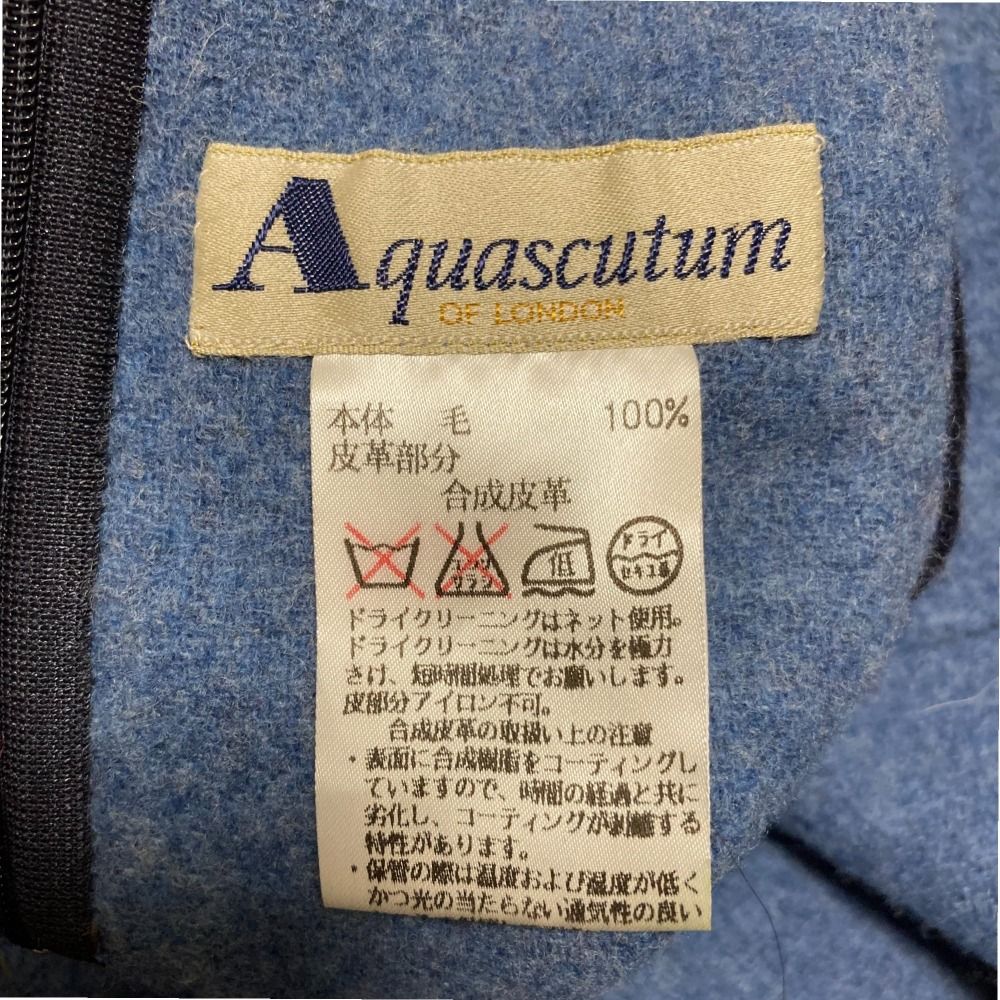 Aquascutum
OF LONDON
本体 毛 100%
皮革部分
合成皮革
エンソ サラシ 低 ドライ セキユ系
ドライクリーニングはネット使用。
ドライクリーニングは水分を極力
さけ、短時間処理でお願いします。
皮部分アイロン不可。
合成皮革の取扱い上の注意
・表面に合成樹脂をコーティングし
ていますので、時間の経過と共に
劣化し、コーティングが剥離する
特性があります。
・保管の際は温度および湿度が低く
かつ光の当たらない通気性の良い